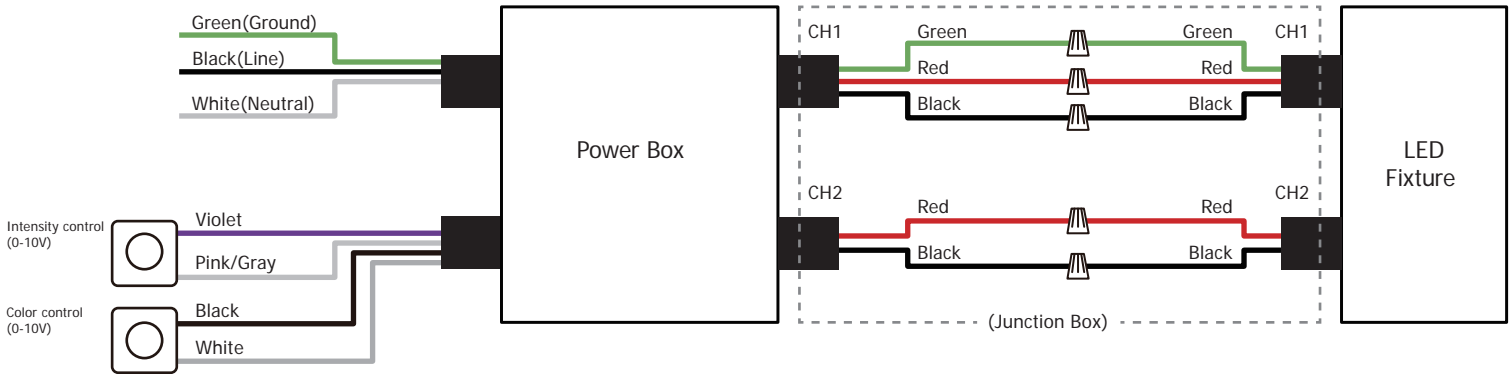 Green(Ground)
Black(Line)
White(Neutral)
Intensity control
(0-10V)
Violet
Pink/Gray
Color control
(0-10V)
Black
White
Power Box
CH1
Green
Green
CH1
Red
Red
Black
Black
CH2
Red
Red
CH2
Black
Black
(Junction Box)
LED
Fixture